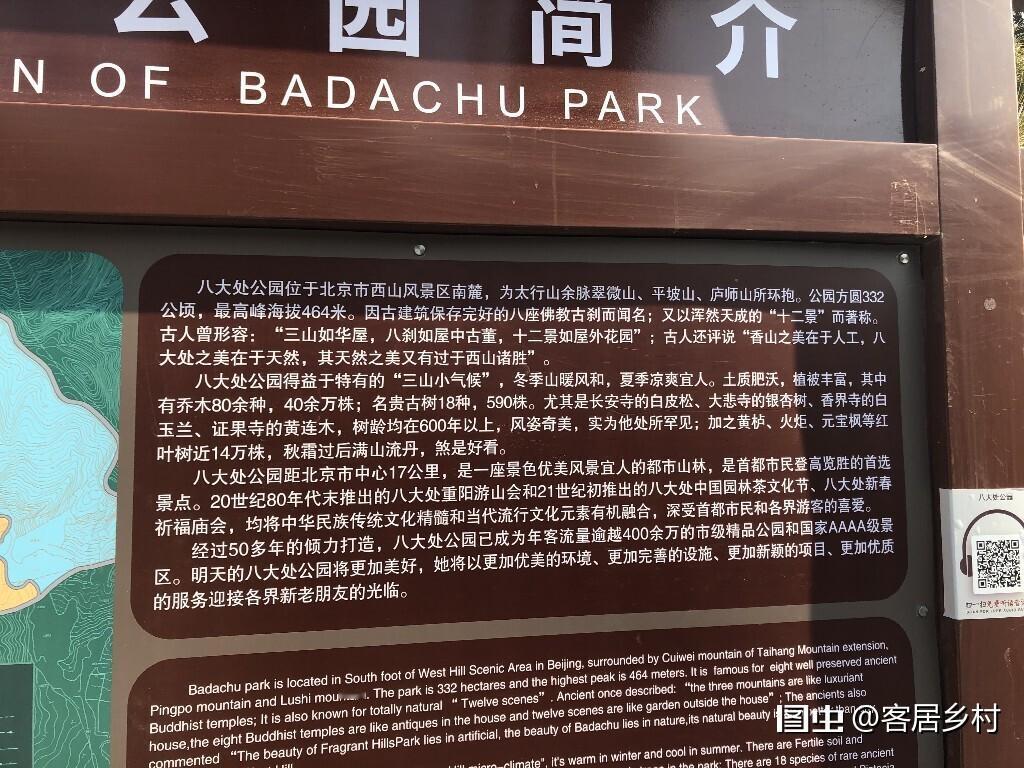 公园简介
N OF BADACHU PARK
八大处公园位于北京市西山风景区南麓，为太行山余脉翠微山、平坡山、庐师山所环抱。公园方圆332
公顷，最高峰海拔464米。因古建筑保存完好的八座佛教古刹而闻名；又以浑然天成的“十二景”而著称。
古人曾形容：“三山如华屋，八刹如屋中古董，十二景如屋外花园”；古人还评说“香山之美在于人工，八
大处之美在于天然，其天然之美又有过于西山诸胜”。
八大处公园得益于特有的“三山小气候”，冬季山暖风和，夏季凉爽宜人。土质肥沃，植被丰富，其中
有乔木80余种，40余万株；名贵古树18种，590株。尤其是长安寺的白皮松、大悲寺的银杏树、香界寺的白
玉兰、证果寺的黄连木，树龄均在600年以上，风姿奇美，实为他处所罕见；加之黄栌、火炬、元宝枫等红
叶树近14万株，秋霜过后满山流丹，煞是好看。
八大处公园距北京市中心17公里，是一座景色优美风景宜人的都市山林，是首都市民登高览胜的首选
景点。20世纪80年代末推出的八大处重阳游山会和21世纪初推出的八大处中国园林茶文化节、八大处新春
祈福庙会，均将中华民族传统文化精髓和当代流行文化元素有机融合，深受首都市民和各界游客的喜爱。
经过50多年的倾力打造，八大处公园已成为年客流量逾越400余万的市级精品公园和国家AAAA级景
区。明天的八大处公园将更加美好，她将以更加优美的环境、更加完善的设施、更加新颖的项目、更加优质
的服务迎接各界新老朋友的光临。
八大处公园
扫一扫免费听语音
Badachu park is located in South foot of West Hill Scenic Area in Beijing, surrounded by Cuiwei mountain of Taihang Mountain extension,
Pingpo mountain and Lushi The park is 332 hectares and the highest peak is 464 meters. It is famous for eight well preserved ancient
Buddhist temples; It is also known for totally natural “Twelve scenes”. Ancient once described: “the three mountains are like luxuriant
house,the eight Buddhist temples are like antiques in the house and twelve scenes are like garden outside the house”; The ancients also
commented “The beauty of Fragrant HillsPark lies in artificial, the beauty of Badachu lies in nature,its natural beauty
micro-climate", it's warm in winter and cool in summer. There are Fertile soil and
in the park: There are 18 species of rare ancient
图虫@客居乡村